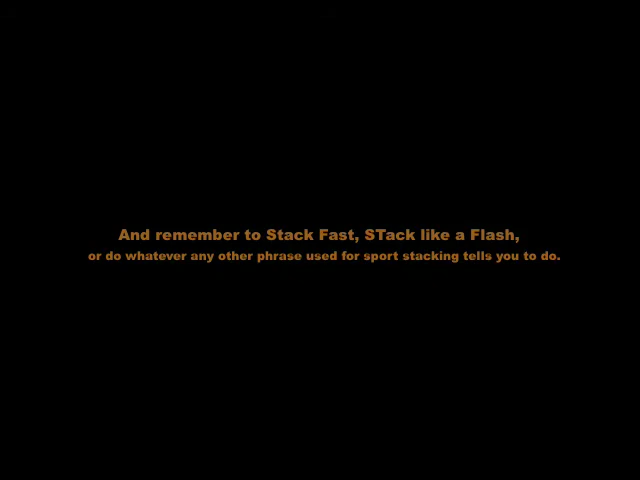 And remember to Stack Fast, STack like a Flash,
or do whatever any other phrase used for sport stacking tells you to do.